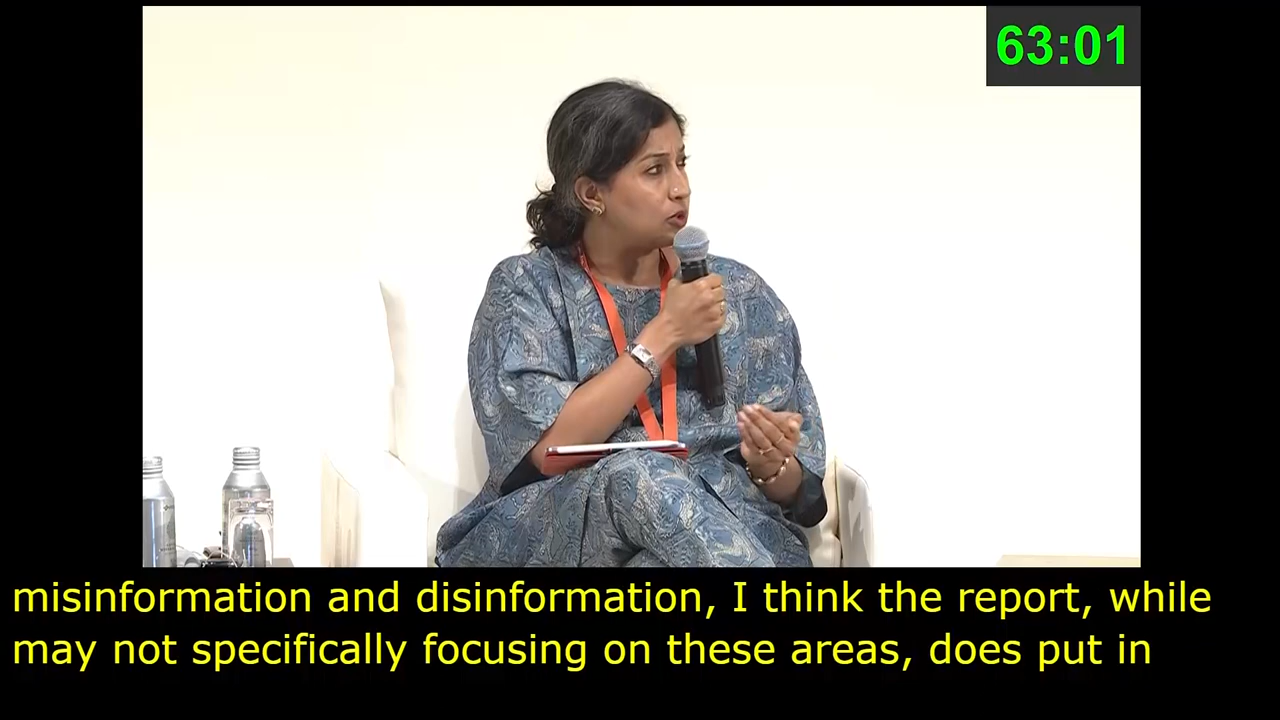 63:01
misinformation and disinformation, I think the report, while
may not specifically focusing on these areas, does put in